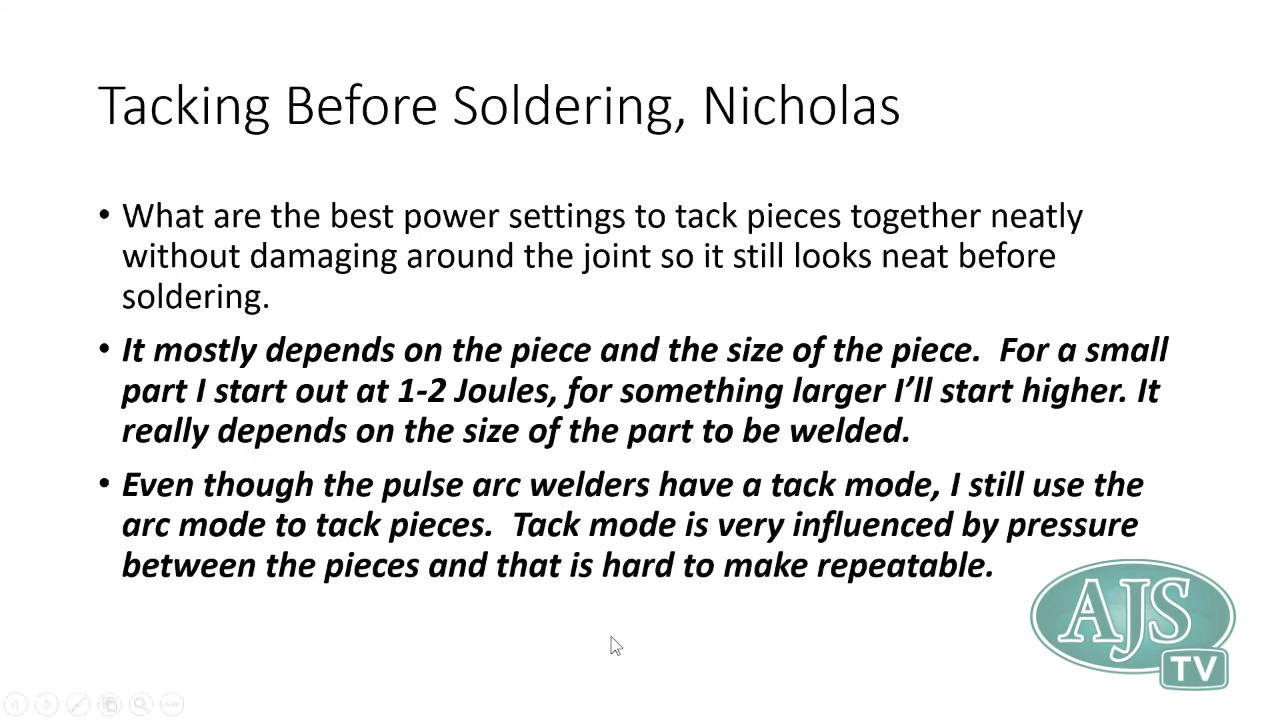 Tacking Before Soldering, Nicholas
• What are the best power settings to tack pieces together neatly
without damaging around the joint so it still looks neat before
soldering.
• It mostly depends on the piece and the size of the piece.  For a small
part I start out at 1-2 Joules, for something larger I’ll start higher. It
really depends on the size of the part to be welded.
• Even though the pulse arc welders have a tack mode, I still use the
arc mode to tack pieces.  Tack mode is very influenced by pressure
between the pieces and that is hard to make repeatable.
AJS
TV